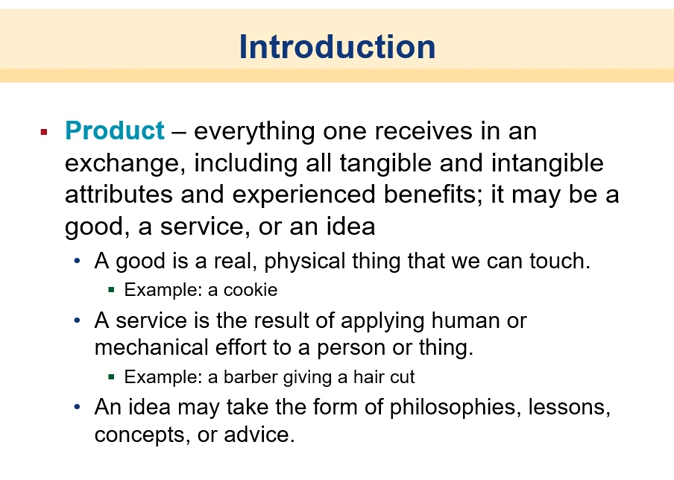 Introduction
Product – everything one receives in an
exchange, including all tangible and intangible
attributes and experienced benefits; it may be a
good, a service, or an idea
A good is a real, physical thing that we can touch.
Example: a cookie
A service is the result of applying human or
mechanical effort to a person or thing.
Example: a barber giving a hair cut
An idea may take the form of philosophies, lessons,
concepts, or advice.